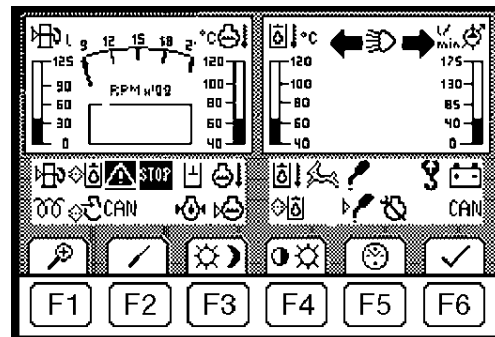 L 9 12 15 18 2 °C °C l/min
125 120 120 175
90 RPM x100 100 100 130
60 80 80 85
30 60 60 40
0 40 40 0
STOP
CAN CAN
F1 F2 F3 F4 F5 F6